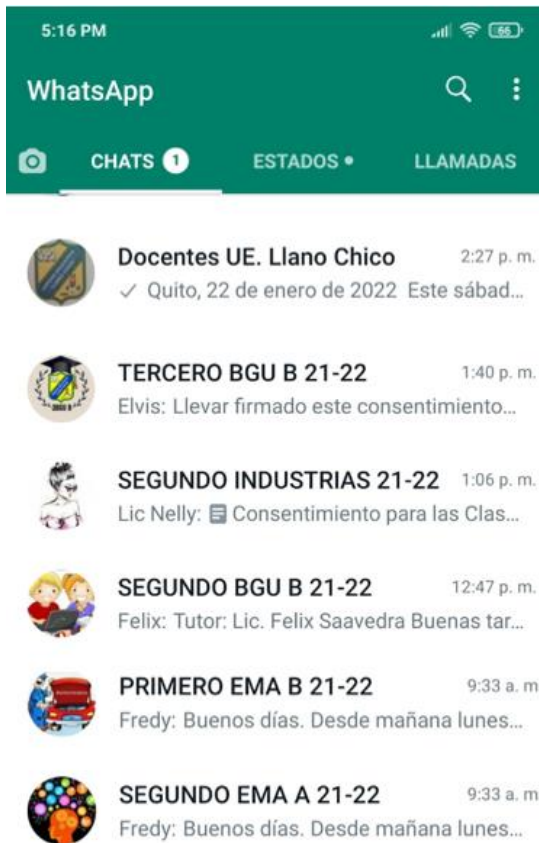 5:16 PM 66
WhatsApp
CHATS 1 ESTADOS LLAMADAS
Docentes UE. Llano Chico 2:27 p. m.
✓ Quito, 22 de enero de 2022 Este sábad...
TERCERO BGU B 21-22 1:40 p. m.
Elvis: Llevar firmado este consentimiento...
SEGUNDO INDUSTRIAS 21-22 1:06 p. m.
Lic Nelly: Consentimiento para las Clas...
SEGUNDO BGU B 21-22 12:47 p. m.
Felix: Tutor: Lic. Felix Saavedra Buenas tar...
PRIMERO EMA B 21-22 9:33 a. m
Fredy: Buenos días. Desde mañana lunes...
SEGUNDO EMA A 21-22 9:33 a. m
Fredy: Buenos días. Desde mañana lunes...